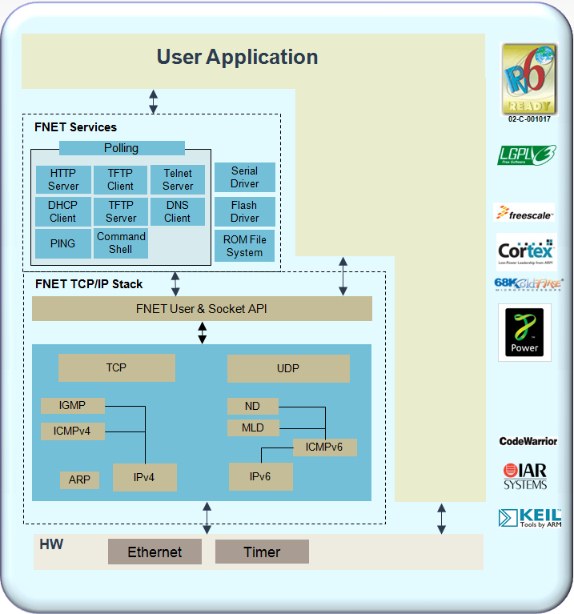 User Application
FNET Services
Polling
HTTP
Server
TFTP
Client
Telnet
Server
DHCP
Client
TFTP
Server
DNS
Client
PING
Command
Shell
Serial
Driver
Flash
Driver
ROM File
System
FNET TCP/IP Stack
FNET User & Socket API
TCP
UDP
IGMP
ICMPv4
ARP
IPv4
ND
MLD
ICMPv6
IPv6
HW
Ethernet
Timer
IPv6
READY
02-C-001017
LGPLv3
freescale
Cortex
68K ColdFire
Power
CodeWarrior
IAR
SYSTEMS
KEIL
Tools by ARM